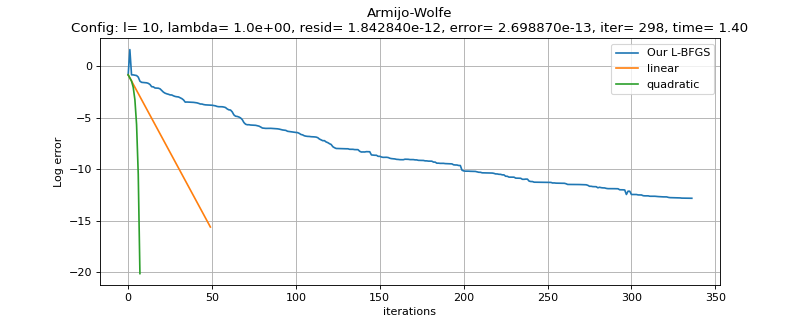 Armijo-Wolfe
Config: l= 10, lambda= 1.0e+00, resid= 1.842840e-12, error= 2.698870e-13, iter= 298, time= 1.40
Our L-BFGS
linear
quadratic
Log error
0
−5
−10
−15
−20
0 50 100 150 200 250 300 350
iterations